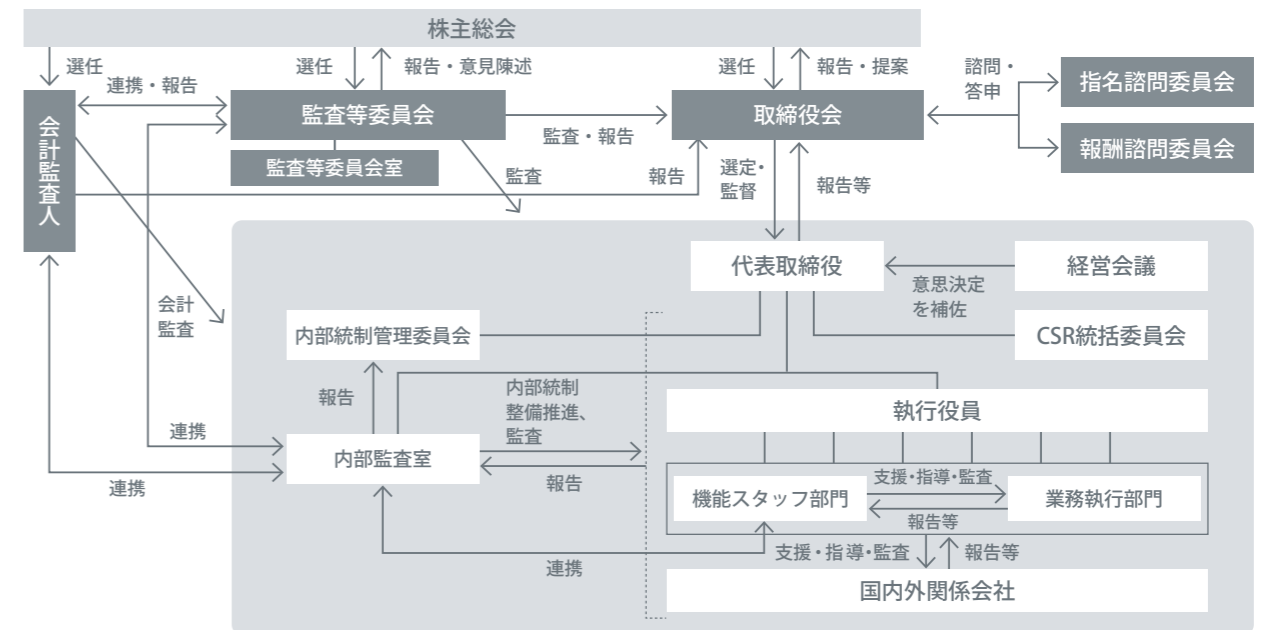 株主総会
選任
連携・報告
選任
報告・意見陳述
選任
報告・提案
諮問・
答申
指名諮問委員会
報酬諮問委員会
会計監査人
監査等委員会
監査等委員会室
監査・報告
取締役会
監査
報告
選定・
監督
報告等
代表取締役
経営会議
意思決定
を補佐
会計
監査
内部統制管理委員会
CSR統括委員会
報告
内部統制
整備推進、
監査
執行役員
連携
内部監査室
報告
連携
機能スタッフ部門
支援・指導・監査
業務執行部門
報告等
連携
支援・指導・監査
報告等
国内外関係会社